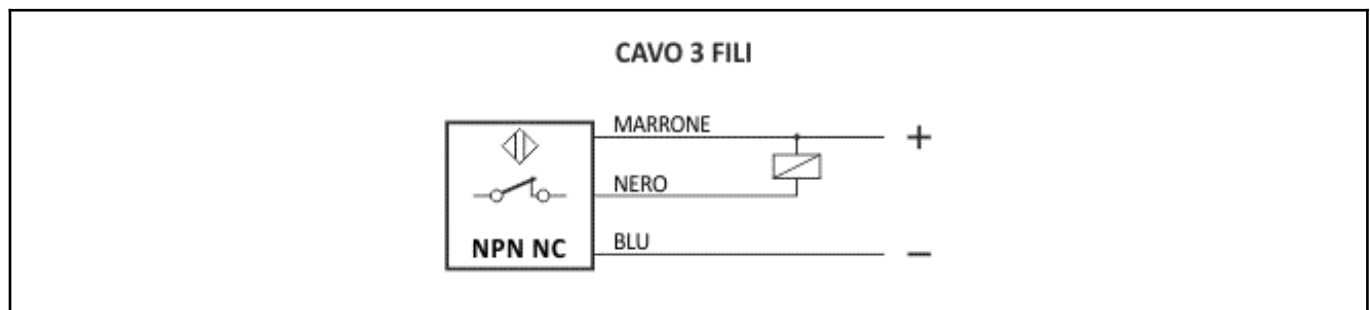 CAVO 3 FILI
MARRONE
+
NERO
NPN NC
BLU
−